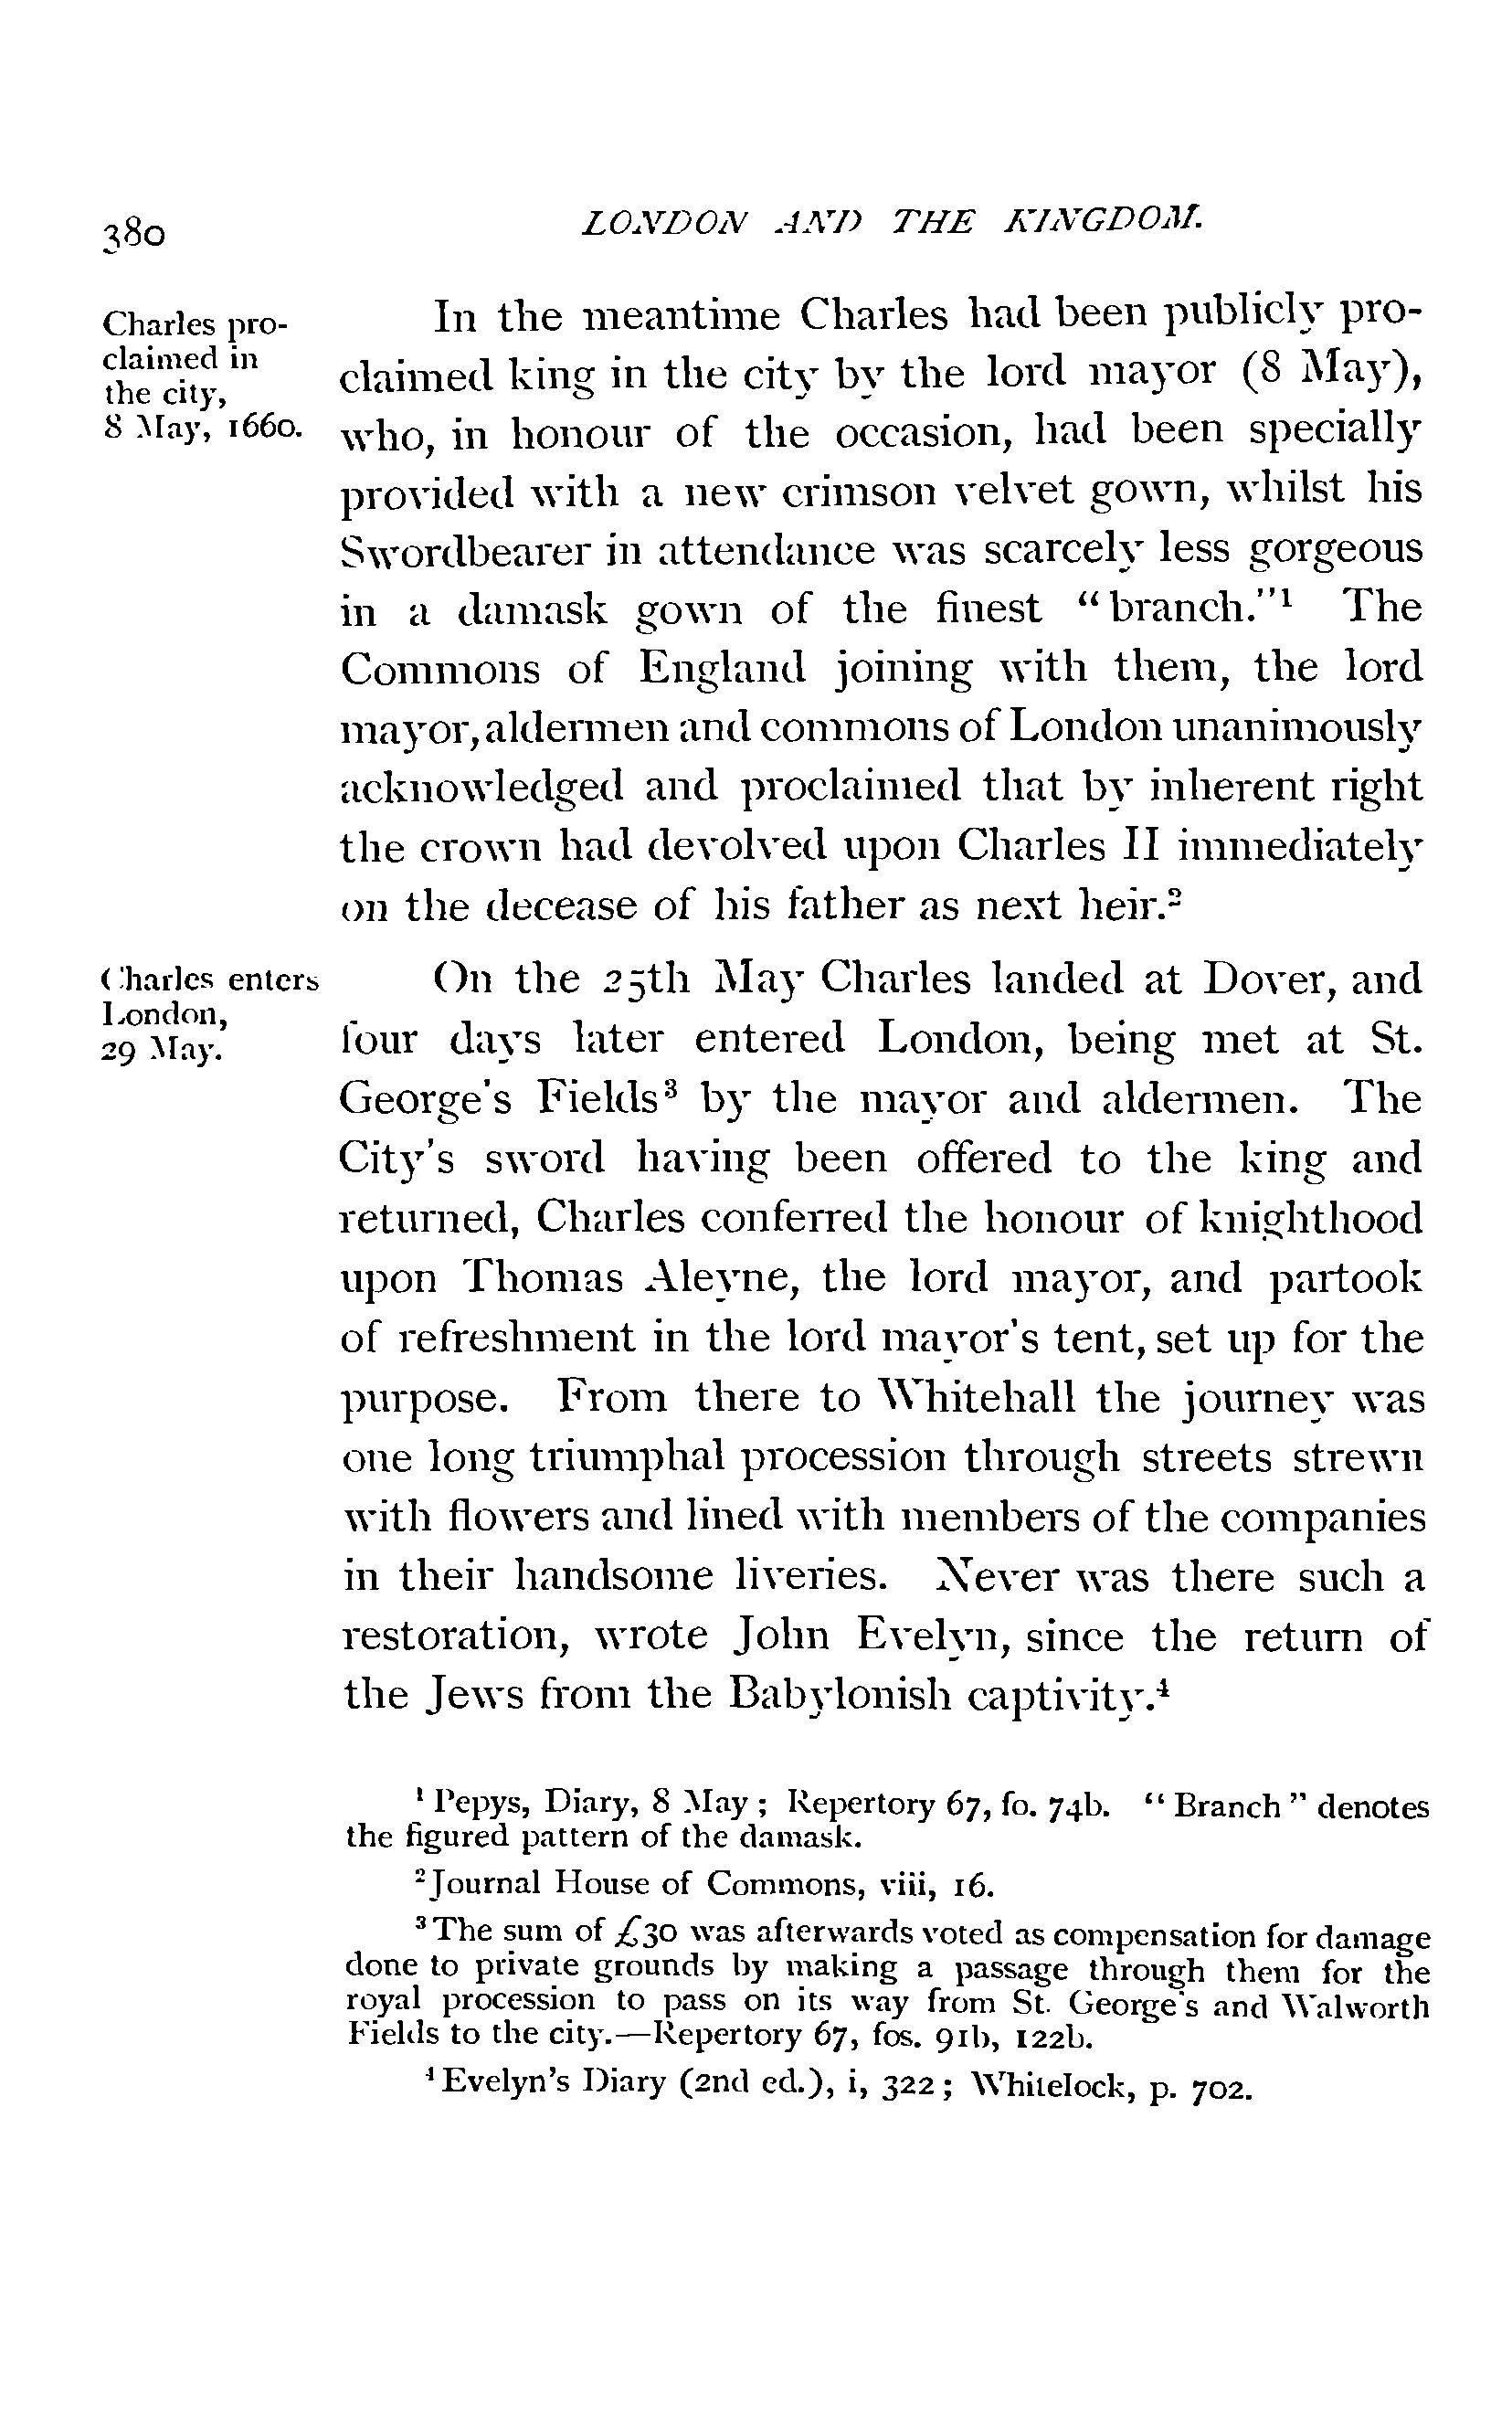 380
LONDON AND THE KINGDOM.
Charles pro-
claimed in
the city,
8 May, 1660.
In the meantime Charles had been publicly pro-
claimed king in the city by the lord mayor (8 May),
who, in honour of the occasion, had been specially
provided with a new crimson velvet gown, whilst his
Swordbearer in attendance was scarcely less gorgeous
in a damask gown of the finest “branch.”¹ The
Commons of England joining with them, the lord
mayor, aldermen and commons of London unanimously
acknowledged and proclaimed that by inherent right
the crown had devolved upon Charles II immediately
on the decease of his father as next heir.²
Charles enters
London,
29 May.
On the 25th May Charles landed at Dover, and
four days later entered London, being met at St.
George's Fields³ by the mayor and aldermen. The
City's sword having been offered to the king and
returned, Charles conferred the honour of knighthood
upon Thomas Aleyne, the lord mayor, and partook
of refreshment in the lord mayor's tent, set up for the
purpose. From there to Whitehall the journey was
one long triumphal procession through streets strewn
with flowers and lined with members of the companies
in their handsome liveries. Never was there such a
restoration, wrote John Evelyn, since the return of
the Jews from the Babylonish captivity.⁴
¹ Pepys, Diary, 8 May; Repertory 67, fo. 74b. “Branch” denotes
the figured pattern of the damask.
² Journal House of Commons, viii, 16.
³ The sum of £30 was afterwards voted as compensation for damage
done to private grounds by making a passage through them for the
royal procession to pass on its way from St. George's and Walworth
Fields to the city.—Repertory 67, fos. 91b, 122b.
⁴ Evelyn's Diary (2nd ed.), i, 322; Whitelock, p. 702.